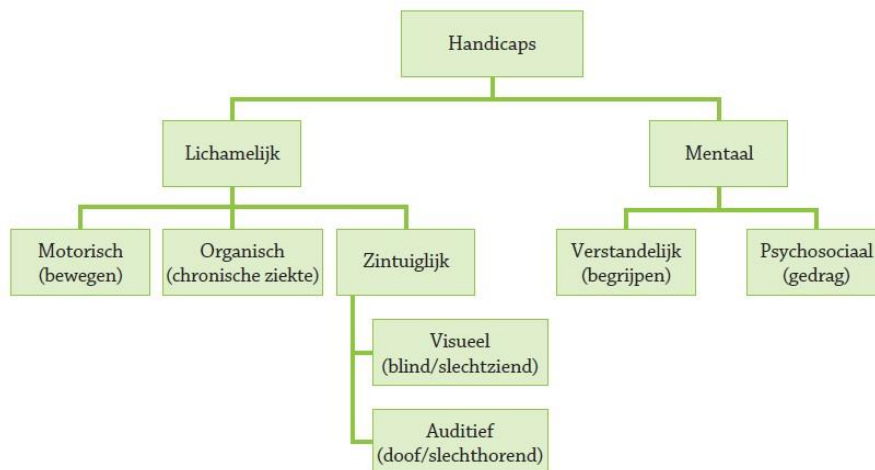 Handicaps
Lichamelijk
Mentaal
Motorisch
(bewegen)
Organisch
(chronische ziekte)
Zintuiglijk
Verstandelijk
(begrijpen)
Psychosociaal
(gedrag)
Visueel
(blind/slechtziend)
Auditief
(doof/slechthorend)